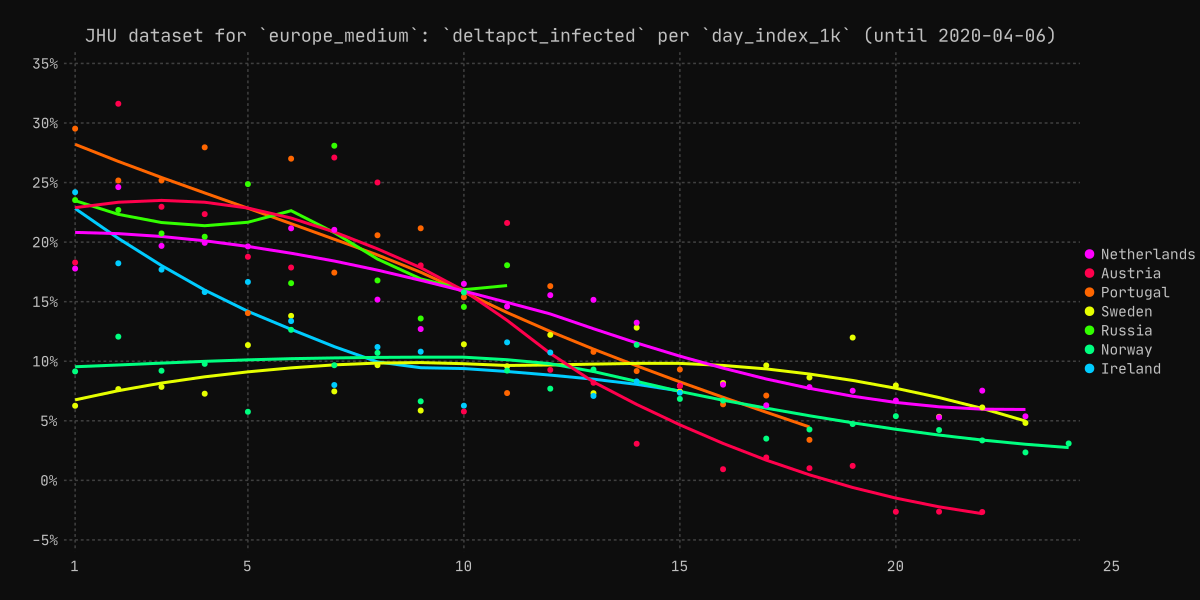 JHU dataset for `europe_medium`: `deltapct_infected` per `day_index_1k` (until 2020-04-06)
35%
30%
25%
20%
15%
10%
5%
0%
-5%
1 5 10 15 20 25
Netherlands
Austria
Portugal
Sweden
Russia
Norway
Ireland